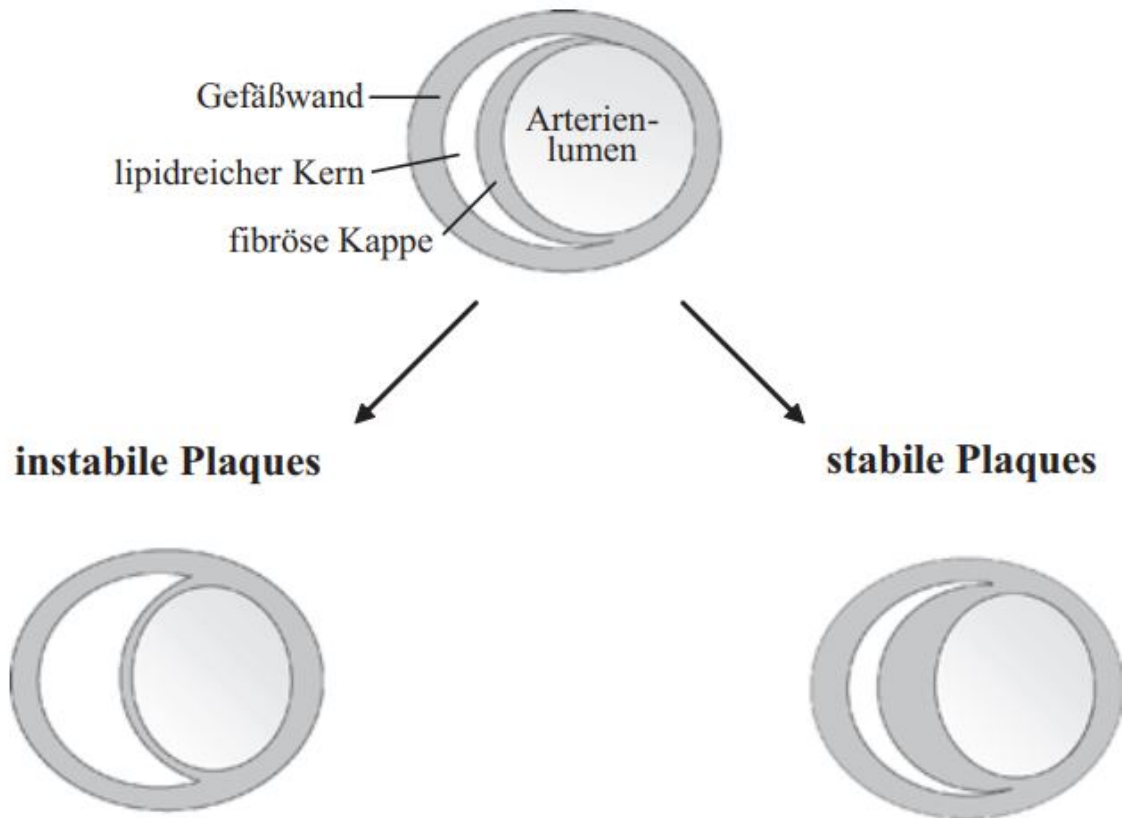 Gefäßwand
Arterien-
lumen
lipidreicher Kern
fibröse Kappe
instabile Plaques
stabile Plaques